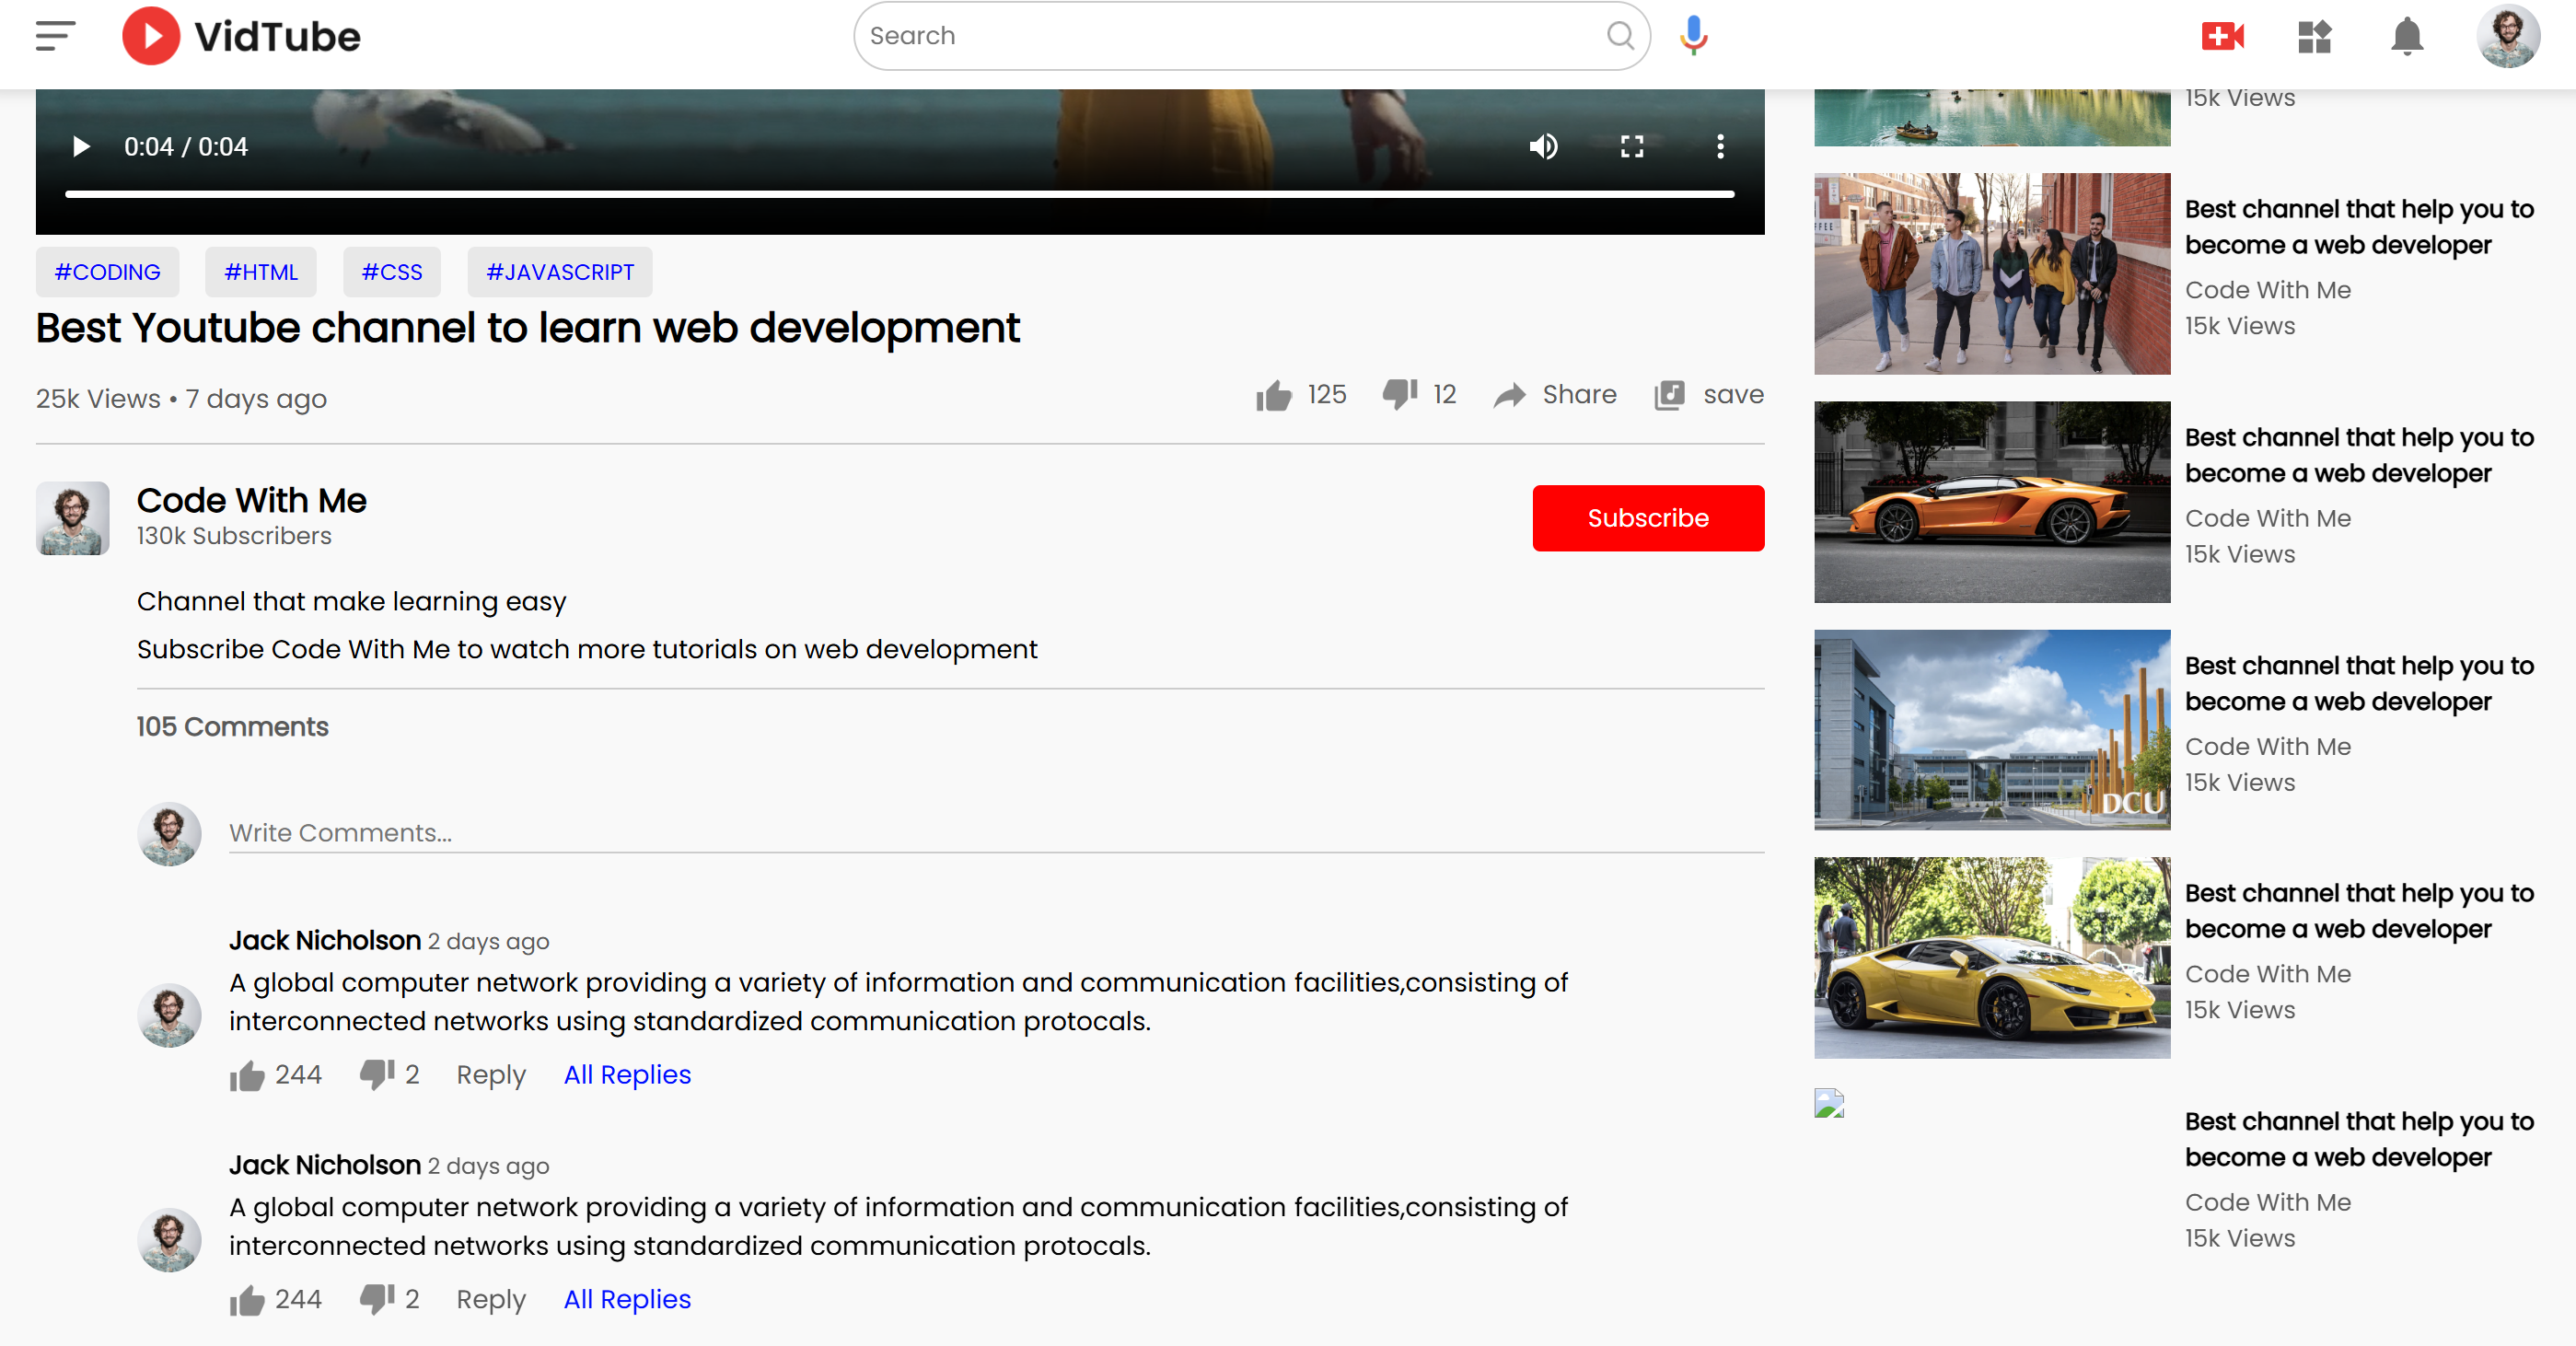 VidTube
Search
0:04 / 0:04
#CODING #HTML #CSS #JAVASCRIPT
Best Youtube channel to learn web development
25k Views • 7 days ago
125 12 Share save
Code With Me
130k Subscribers
Subscribe
Channel that make learning easy
Subscribe Code With Me to watch more tutorials on web development
105 Comments
Write Comments...
Jack Nicholson 2 days ago
A global computer network providing a variety of information and communication facilities,consisting of
interconnected networks using standardized communication protocals.
244 2 Reply All Replies
Jack Nicholson 2 days ago
A global computer network providing a variety of information and communication facilities,consisting of
interconnected networks using standardized communication protocals.
244 2 Reply All Replies
15k Views
Best channel that help you to
become a web developer
Code With Me
15k Views
Best channel that help you to
become a web developer
Code With Me
15k Views
DCU
Best channel that help you to
become a web developer
Code With Me
15k Views
Best channel that help you to
become a web developer
Code With Me
15k Views
Best channel that help you to
become a web developer
Code With Me
15k Views